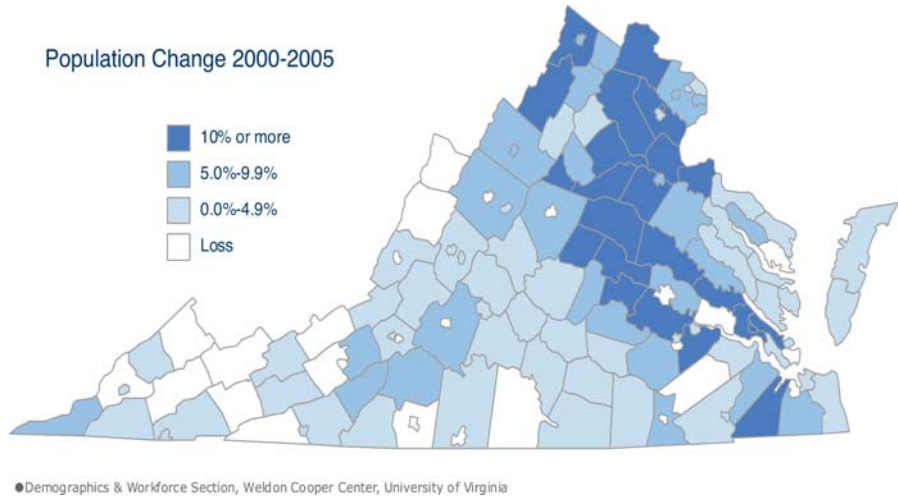 Population Change 2000-2005
10% or more
5.0%-9.9%
0.0%-4.9%
Loss
●Demographics & Workforce Section, Weldon Cooper Center, University of Virginia